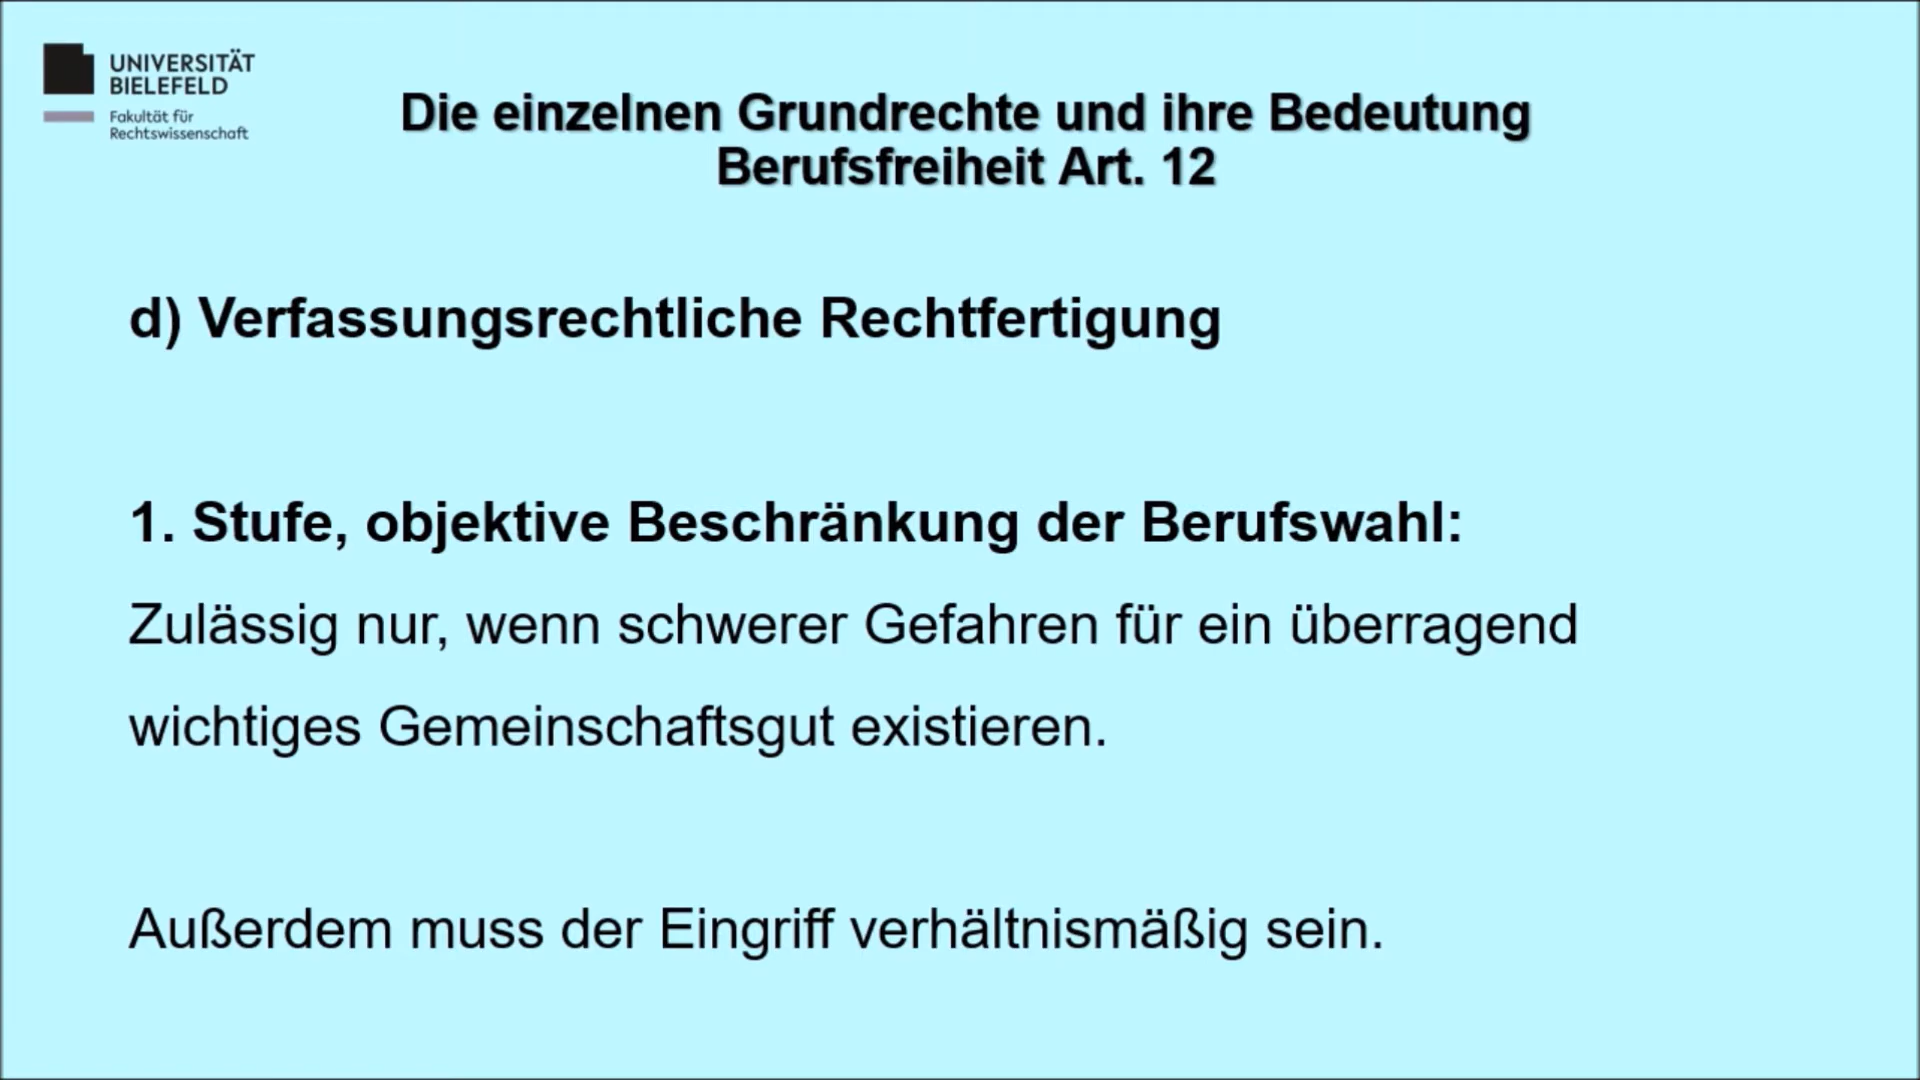 UNIVERSITÄT
BIELEFELD
Fakultät für
Rechtswissenschaft
Die einzelnen Grundrechte und ihre Bedeutung
Berufsfreiheit Art. 12
d) Verfassungsrechtliche Rechtfertigung
1. Stufe, objektive Beschränkung der Berufswahl:
Zulässig nur, wenn schwerer Gefahren für ein überragend
wichtiges Gemeinschaftsgut existieren.
Außerdem muss der Eingriff verhältnismäßig sein.